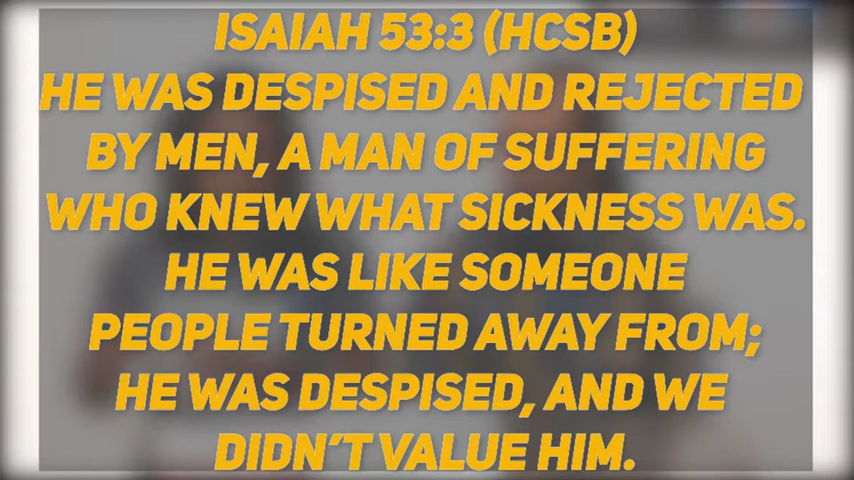 ISAIAH 53:3 (HCSB)
HE WAS DESPISED AND REJECTED
BY MEN, A MAN OF SUFFERING
WHO KNEW WHAT SICKNESS WAS.
HE WAS LIKE SOMEONE
PEOPLE TURNED AWAY FROM;
HE WAS DESPISED, AND WE
DIDN'T VALUE HIM.